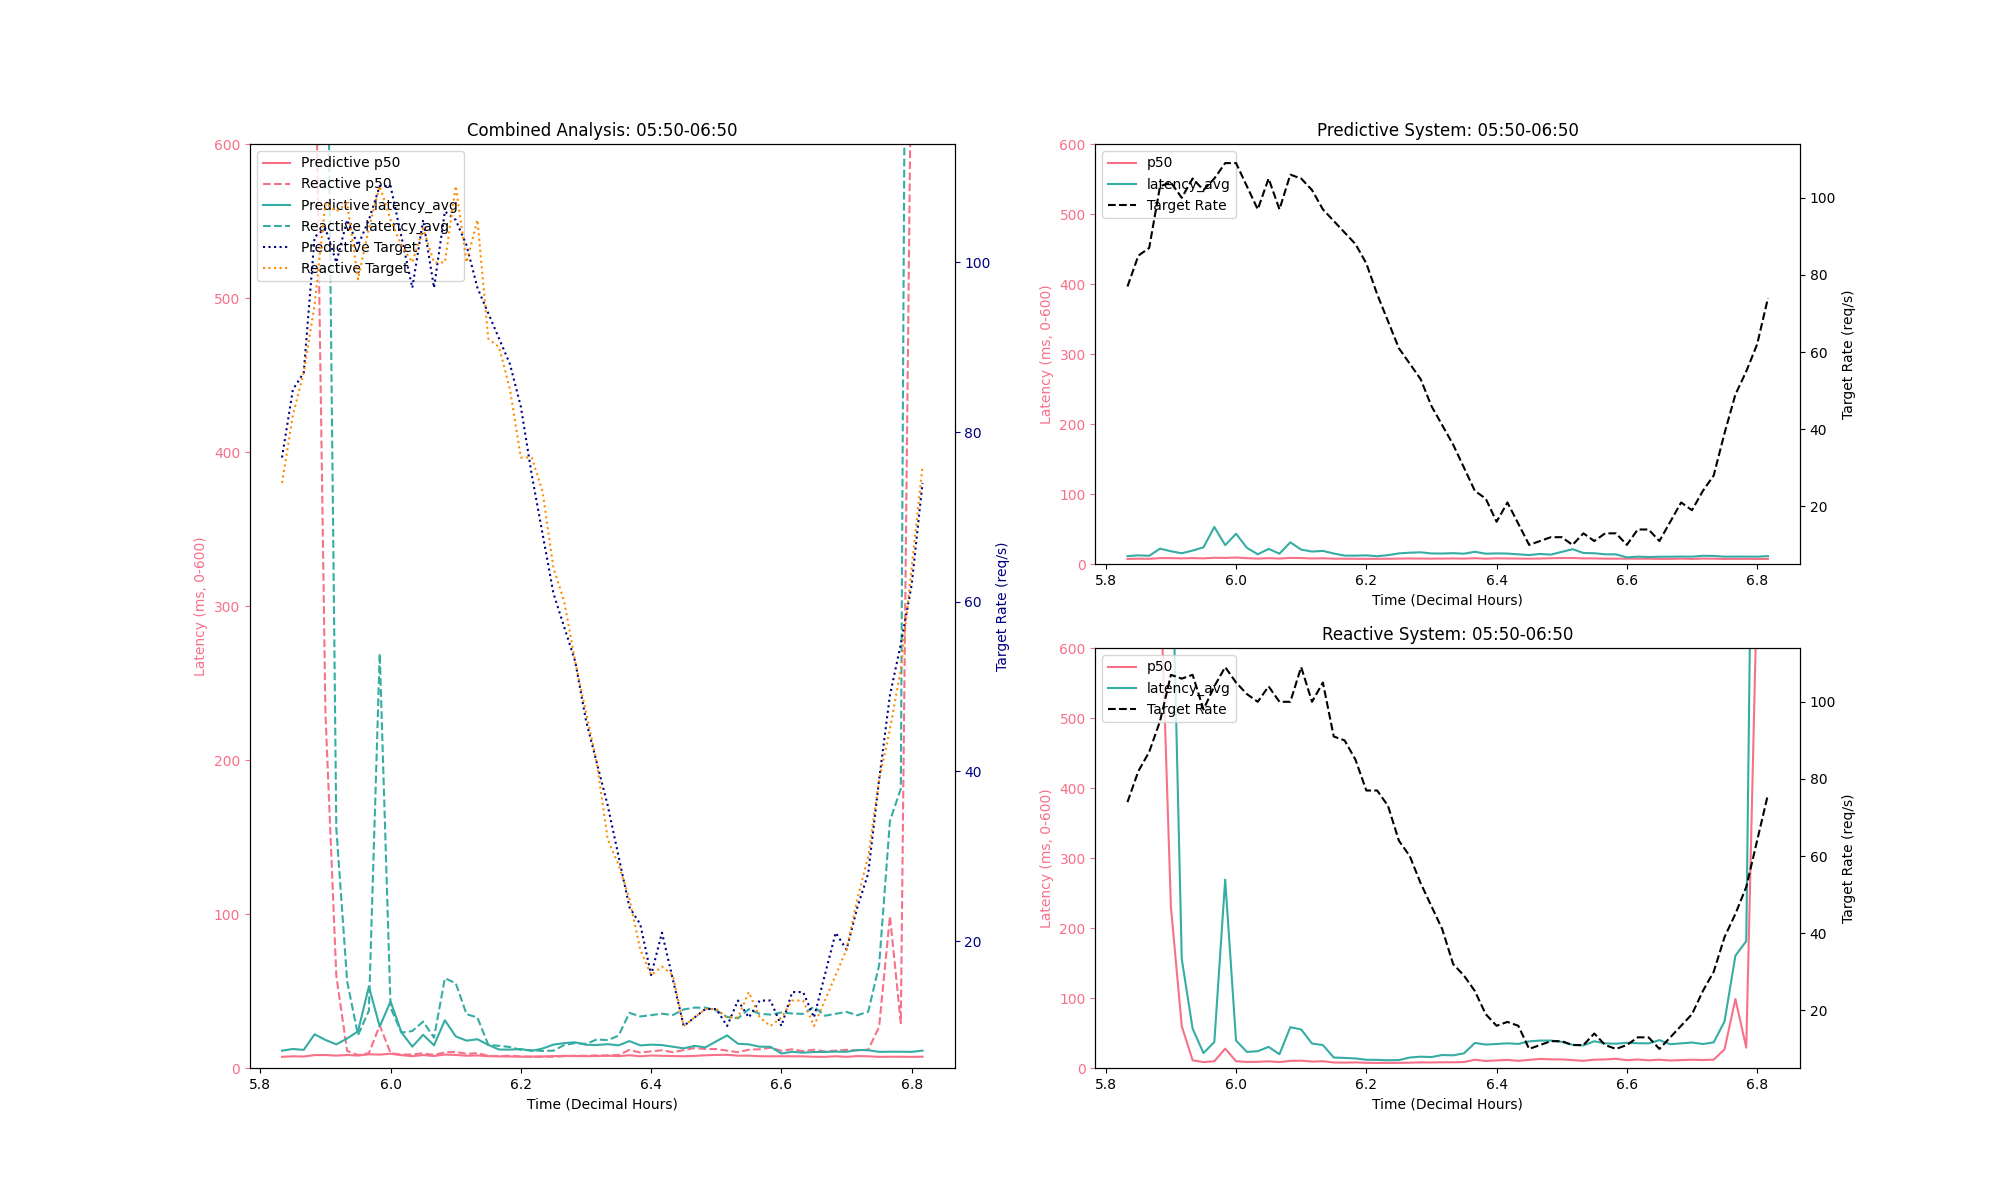 Combined Analysis: 05:50-06:50
Predictive p50
Reactive p50
Predictive latency_avg
Reactive latency_avg
Predictive Target
Reactive Target
600
500
400
300
200
100
0
Latency (ms, 0-600)
100
80
60
40
20
Target Rate (req/s)
5.8 6.0 6.2 6.4 6.6 6.8
Time (Decimal Hours)
Predictive System: 05:50-06:50
p50
latency_avg
Target Rate
600
500
400
300
200
100
0
Latency (ms, 0-600)
100
80
60
40
20
Target Rate (req/s)
5.8 6.0 6.2 6.4 6.6 6.8
Time (Decimal Hours)
Reactive System: 05:50-06:50
p50
latency_avg
Target Rate
600
500
400
300
200
100
0
Latency (ms, 0-600)
100
80
60
40
20
Target Rate (req/s)
5.8 6.0 6.2 6.4 6.6 6.8
Time (Decimal Hours)